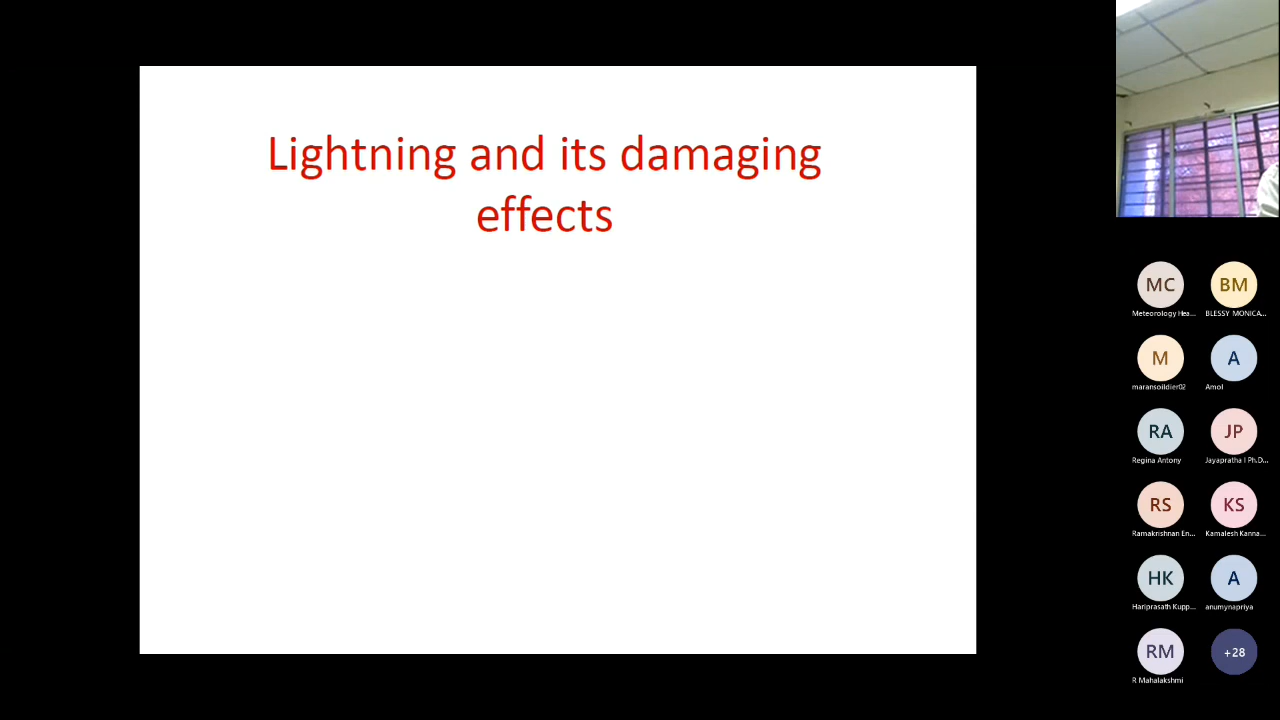 Lightning and its damaging
effects
MC
BM
Meteorology Hea...
BLESSY MONICA...
M
A
maransoildier02
Amol
RA
JP
Regina Antony
Jayapratha I Ph.D...
RS
KS
Ramakrishnan En...
Kamalesh Kanna...
HK
A
Hariprasath Kupp...
anumynapriya
RM
+28
R Mahalakshmi